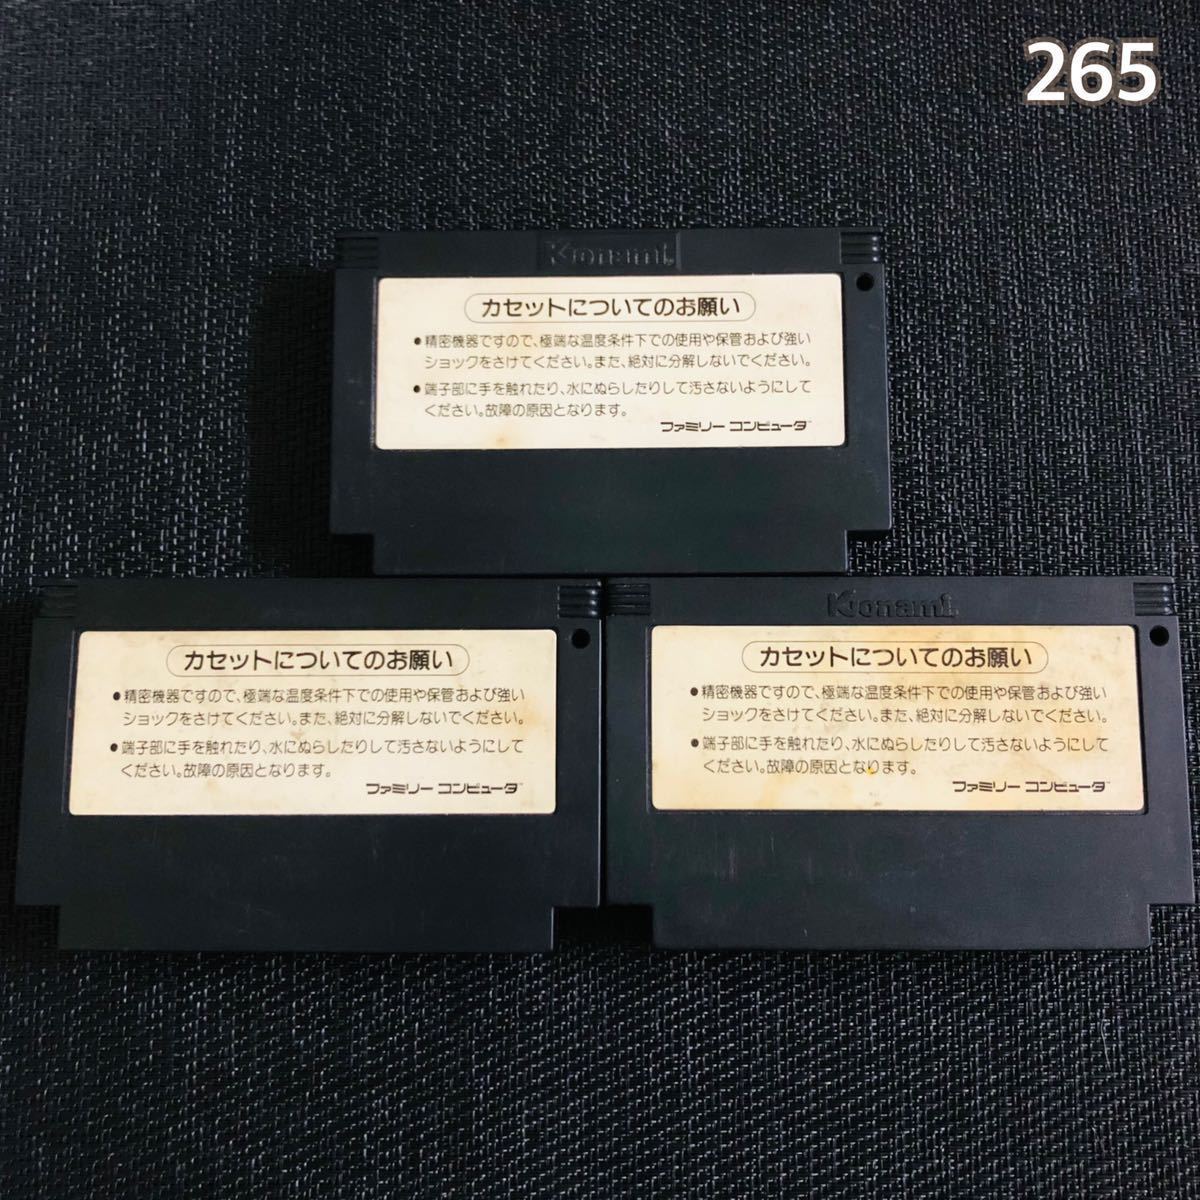 265
Konami
カセットについてのお願い
●精密機器ですので、極端な温度条件下での使用や保管および強い
ショックをさけてください。また、絶対に分解しないでください。
●端子部に手を触れたり、水にぬらしたりして汚さないようにして
ください。故障の原因となります。
ファミリー コンピュータ™
カセットについてのお願い
●精密機器ですので、極端な温度条件下での使用や保管および強い
ショックをさけてください。また、絶対に分解しないでください。
●端子部に手を触れたり、水にぬらしたりして汚さないようにして
ください。故障の原因となります。
ファミリー コンピュータ™
Konami
カセットについてのお願い
●精密機器ですので、極端な温度条件下での使用や保管および強い
ショックをさけてください。また、絶対に分解しないでください。
●端子部に手を触れたり、水にぬらしたりして汚さないようにして
ください。故障の原因となります。
ファミリー コンピュータ™